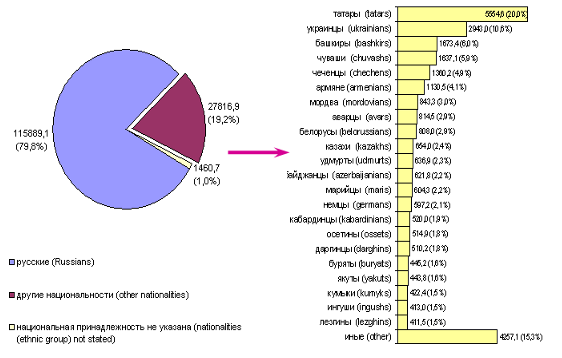 115889,1
(79,8%)
27816,9
(19,2%)
1460,7
(1,0%)
русские (Russians)
другие национальности (other nationalities)
национальная принадлежность не указана (nationalities
(ethnic group) not stated)
татары (tatars) 5554,6 (20,0%)
украинцы (ukrainians) 2943,0 (10,6%)
башкиры (bashkirs) 1673,4 (6,0%)
чуваши (chuvashs) 1637,1 (5,9%)
чеченцы (chechens) 1360,2 (4,9%)
армяне (armenians) 1130,5 (4,1%)
мордва (mordovians) 843,3 (3,0%)
аварцы (avars) 814,5 (2,9%)
белорусы (belorussians) 808,0 (2,9%)
казахи (kazakhs) 654,0 (2,4%)
удмурты (udmurts) 636,9 (2,3%)
айджанцы (azerbaijanians) 621,8 (2,2%)
марийцы (maris) 604,3 (2,2%)
немцы (germans) 597,2 (2,1%)
кабардинцы (kabardinians) 520,0 (1,9%)
осетины (ossets) 514,9 (1,8%)
даргинцы (darghins) 510,2 (1,8%)
буряты (buryats) 445,2 (1,6%)
якуты (yakuts) 443,8 (1,6%)
кумыки (kumyks) 422,4 (1,5%)
ингуши (ingushs) 413,0 (1,5%)
лезгины (lezghins) 411,5 (1,5%)
иные (other) 4257,1 (15,3%)